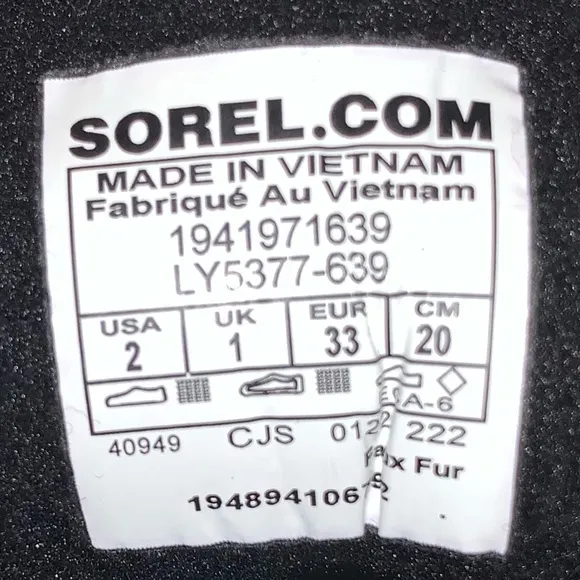 SOREL.COM
MADE IN VIETNAM
Fabriqué Au Vietnam
1941971639
LY5377-639
USA UK EUR CM
2 1 33 20
A-6
40949 CJS 222
Fur